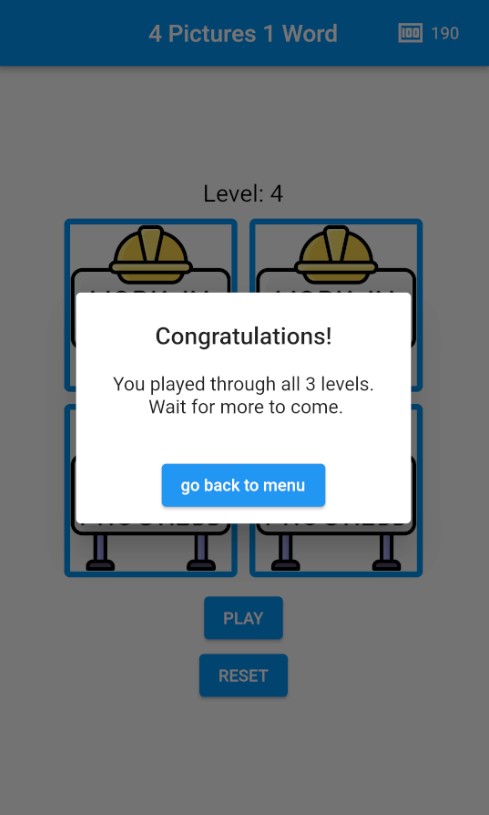 4 Pictures 1 Word
100 190
Level: 4
Congratulations!
You played through all 3 levels.
Wait for more to come.
go back to menu
PLAY
RESET